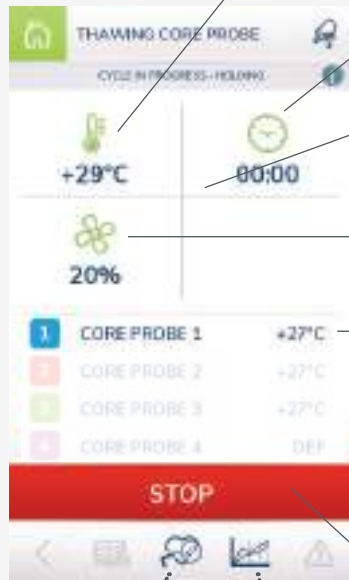 THAWING CORE PROBE
CYCLE IN PROGRESS - HOLDING
+29°C
00:00
20%
1 CORE PROBE 1 +27°C
2 CORE PROBE 2 +27°C
3 CORE PROBE 3 +27°C
4 CORE PROBE 4 DEF
STOP